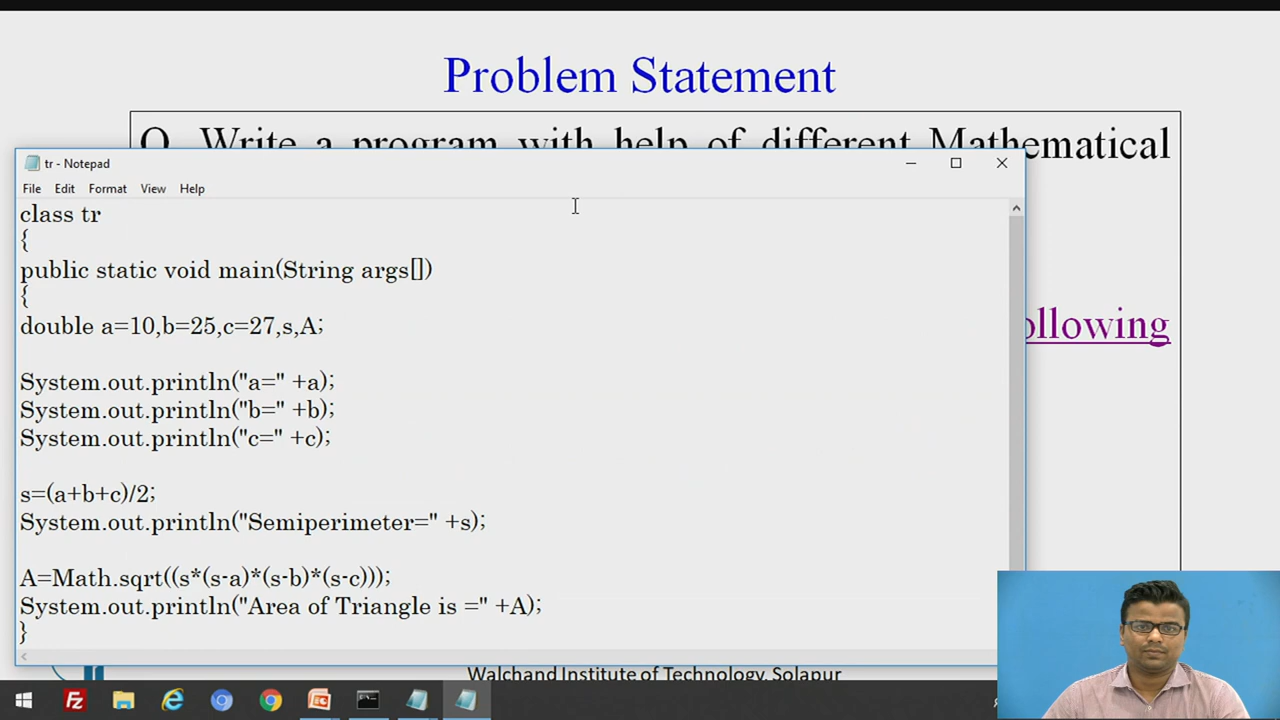 Problem Statement
Q. Write a program with help of different Mathematical
tr - Notepad
File Edit Format View Help
class tr
{
public static void main(String args[])
{
double a=10,b=25,c=27,s,A;
ollowing
System.out.println("a=" +a);
System.out.println("b=" +b);
System.out.println("c=" +c);
s=(a+b+c)/2;
System.out.println("Semiperimeter=" +s);
A=Math.sqrt((s*(s-a)*(s-b)*(s-c)));
System.out.println("Area of Triangle is =" +A);
}
Walchand Institute of Technology, Solapur